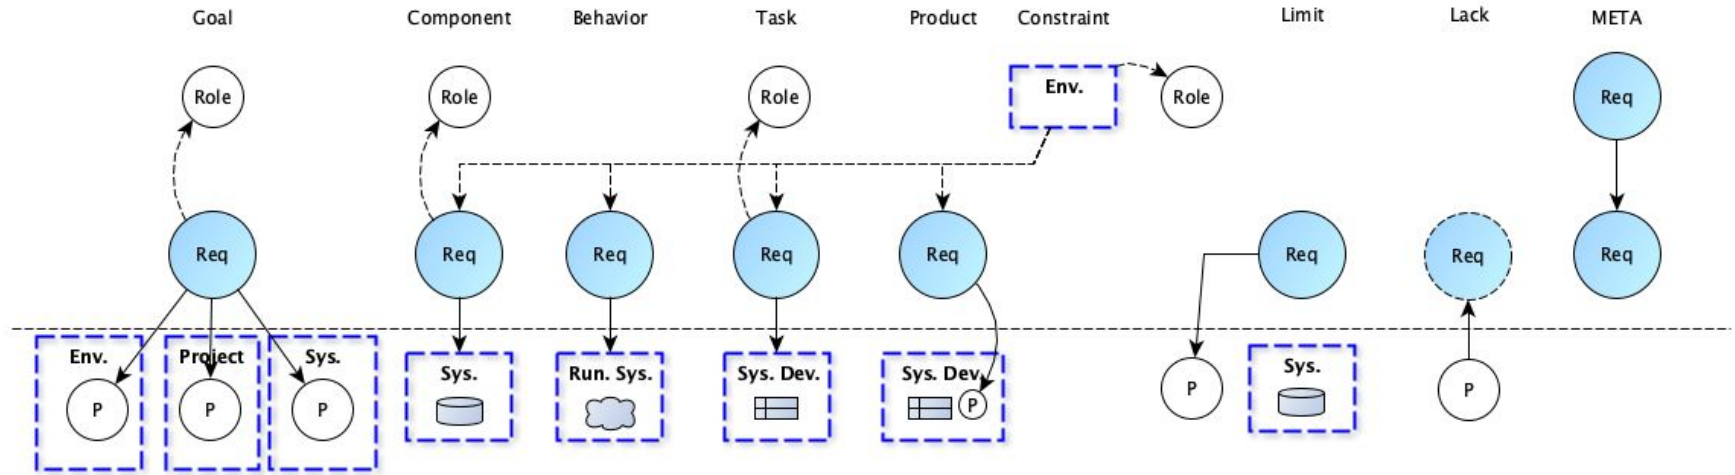 Goal Component Behavior Task Product Constraint Limit Lack META
Role Role Role Env. Role Req
Req Req Req Req Req Req Req Req
Env. Project Sys. Sys. Run. Sys. Sys. Dev. Sys. Dev. Sys.
P P P P P P